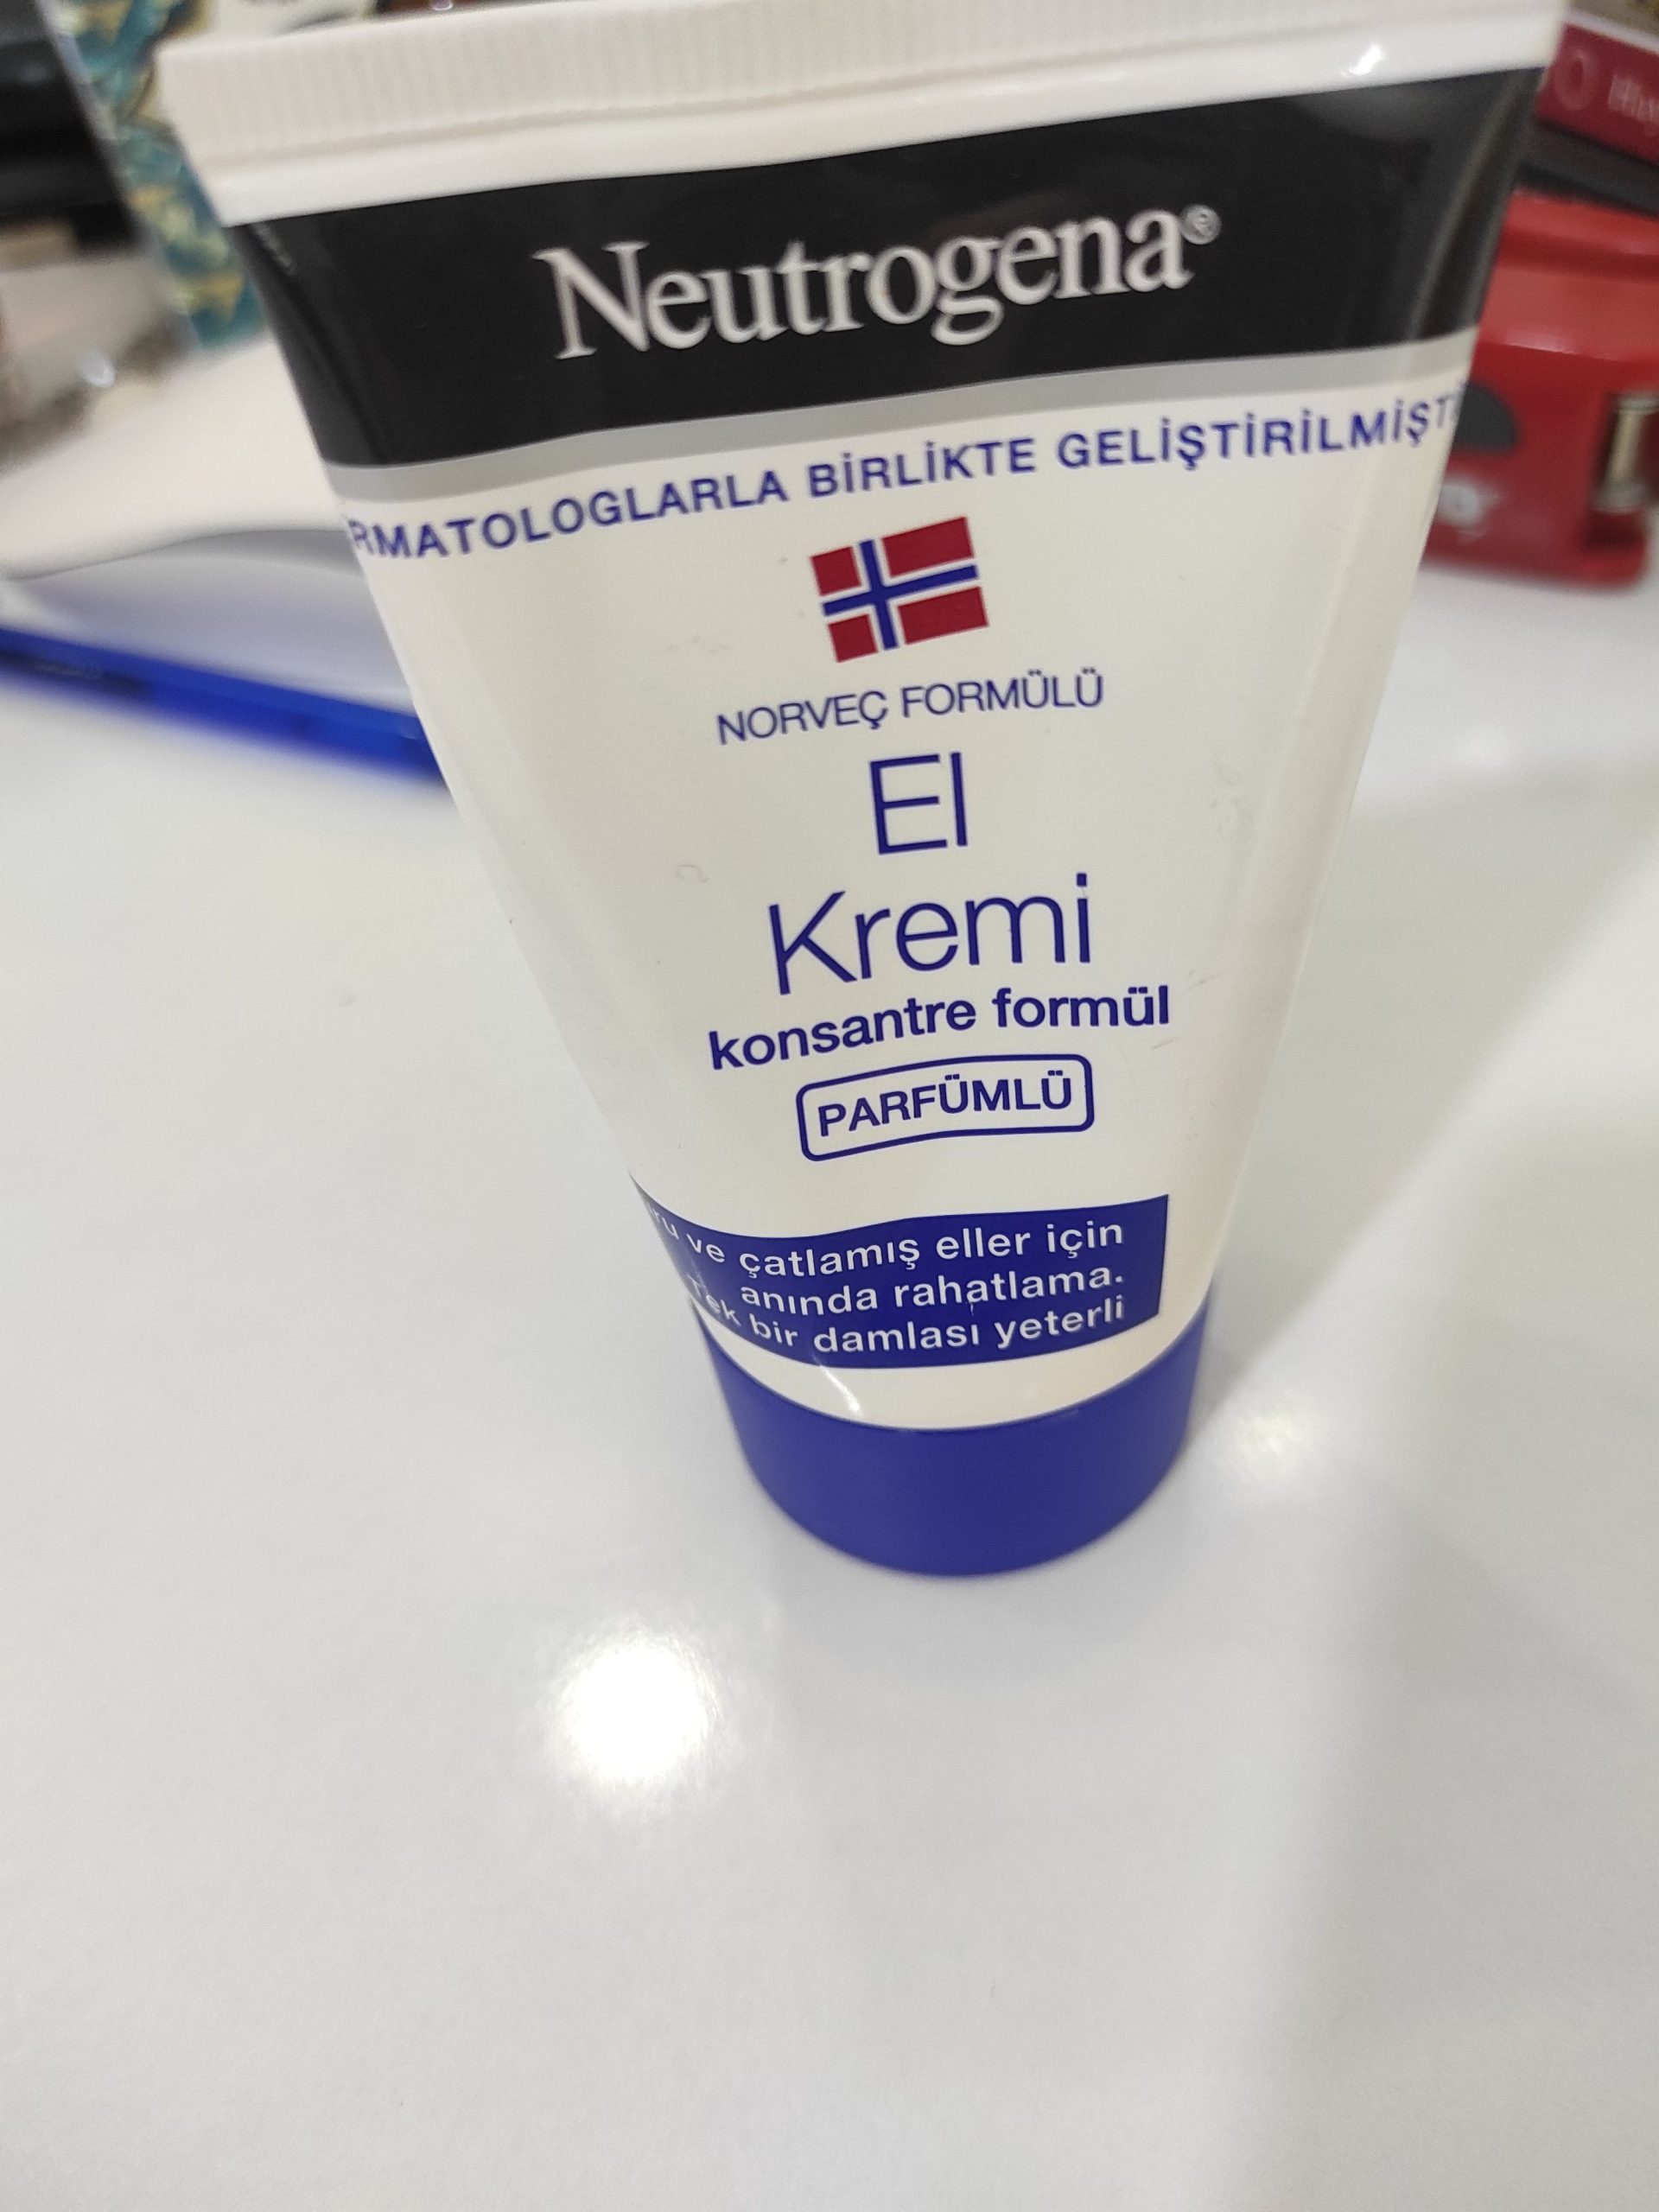 Neutrogena®
RMATOLOGLARLA BİRLİKTE GELİŞTİRİLMİŞT
NORVEÇ FORMÜLÜ
El
Kremi
konsantre formül
PARFÜMLÜ
ve çatlamış eller için
anında rahatlama.
Tek bir damlası yeterli